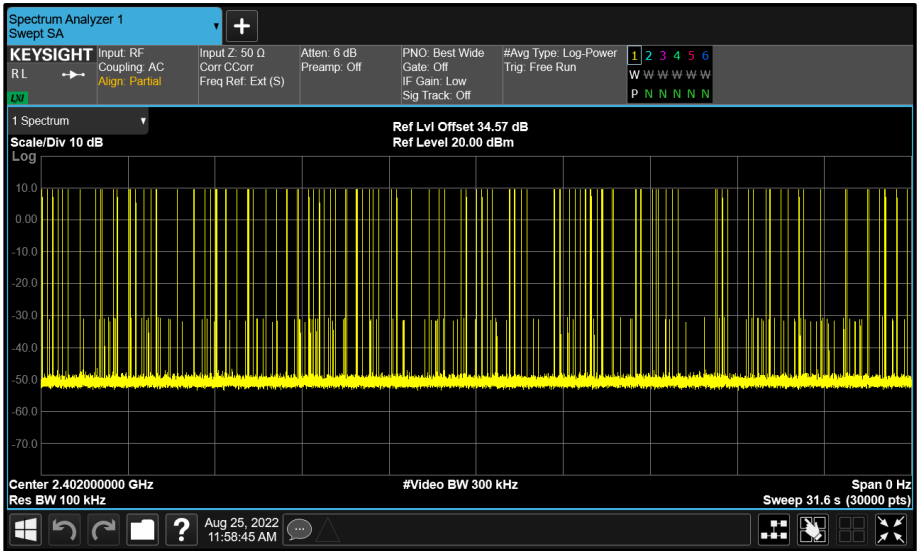 Spectrum Analyzer 1
Swept SA
+
KEYSIGHT
R L
LXI
Input: RF
Coupling: AC
Align: Partial
Input Z: 50 Ω
Corr CCorr
Freq Ref: Ext (S)
Atten: 6 dB
Preamp: Off
PNO: Best Wide
Gate: Off
IF Gain: Low
Sig Track: Off
#Avg Type: Log-Power
Trig: Free Run
1 2 3 4 5 6
W W W W W W
P N N N N N
1 Spectrum
Scale/Div 10 dB
Ref Lvl Offset 34.57 dB
Ref Level 20.00 dBm
Log
10.0
0.00
-10.0
-20.0
-30.0
-40.0
-50.0
-60.0
-70.0
Center 2.402000000 GHz
#Video BW 300 kHz
Span 0 Hz
Res BW 100 kHz
Sweep 31.6 s (30000 pts)
?
Aug 25, 2022
11:58:45 AM